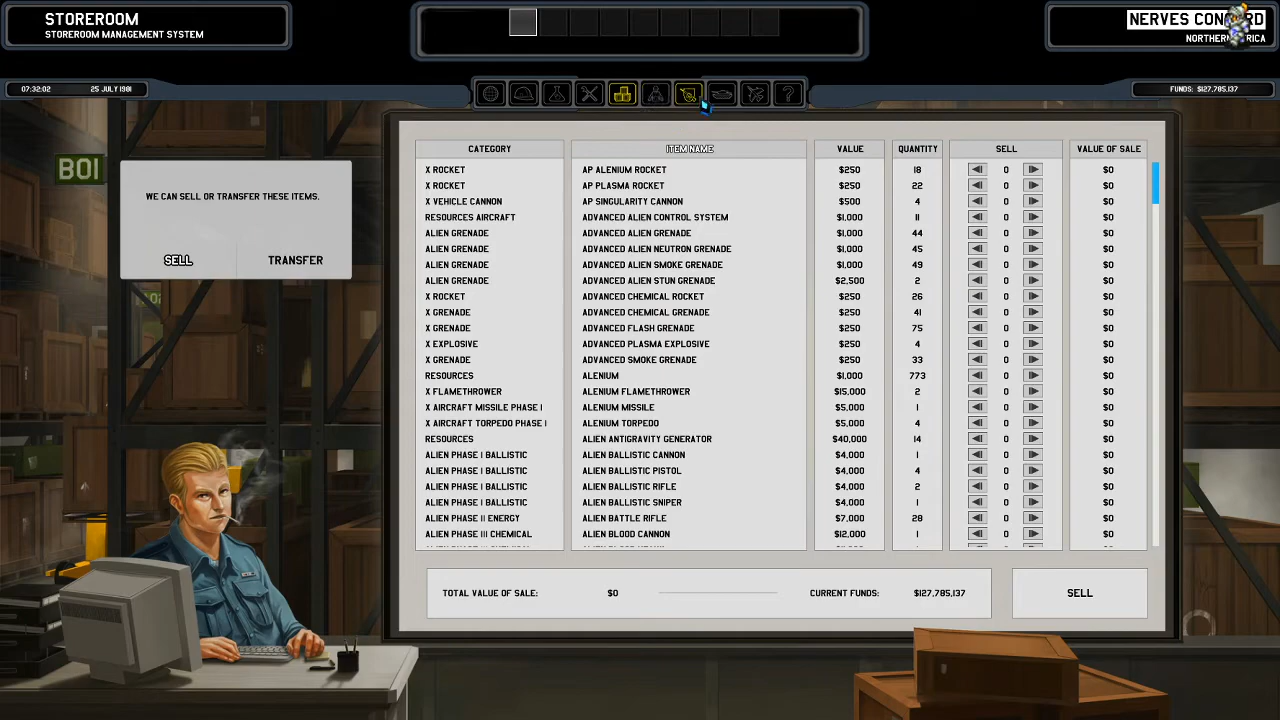 STOREROOM
STOREROOM MANAGEMENT SYSTEM
07:32:02 25 JULY 1981
FUNDS: $127,785,137
BOI
WE CAN SELL OR TRANSFER THESE ITEMS.
SELL TRANSFER
CATEGORY ITEM NAME VALUE QUANTITY SELL VALUE OF SALE
X ROCKET AP ALENIUM ROCKET $250 18 0 $0
X ROCKET AP PLASMA ROCKET $250 22 0 $0
X VEHICLE CANNON AP SINGULARITY CANNON $500 4 0 $0
RESOURCES AIRCRAFT ADVANCED ALIEN CONTROL SYSTEM $1,000 11 0 $0
ALIEN GRENADE ADVANCED ALIEN GRENADE $1,000 44 0 $0
ALIEN GRENADE ADVANCED ALIEN NEUTRON GRENADE $1,000 45 0 $0
ALIEN GRENADE ADVANCED ALIEN SMOKE GRENADE $1,000 49 0 $0
ALIEN GRENADE ADVANCED ALIEN STUN GRENADE $2,500 2 0 $0
X ROCKET ADVANCED CHEMICAL ROCKET $250 26 0 $0
X GRENADE ADVANCED CHEMICAL GRENADE $250 41 0 $0
X GRENADE ADVANCED FLASH GRENADE $250 75 0 $0
X EXPLOSIVE ADVANCED PLASMA EXPLOSIVE $250 4 0 $0
X GRENADE ADVANCED SMOKE GRENADE $250 33 0 $0
RESOURCES ALENIUM $1,000 773 0 $0
X FLAMETHROWER ALENIUM FLAMETHROWER $15,000 2 0 $0
X AIRCRAFT MISSILE PHASE I ALENIUM MISSILE $5,000 1 0 $0
X AIRCRAFT TORPEDO PHASE I ALENIUM TORPEDO $5,000 4 0 $0
RESOURCES ALIEN ANTIGRAVITY GENERATOR $40,000 14 0 $0
ALIEN PHASE I BALLISTIC ALIEN BALLISTIC CANNON $4,000 1 0 $0
ALIEN PHASE I BALLISTIC ALIEN BALLISTIC PISTOL $4,000 4 0 $0
ALIEN PHASE I BALLISTIC ALIEN BALLISTIC RIFLE $4,000 2 0 $0
ALIEN PHASE I BALLISTIC ALIEN BALLISTIC SNIPER $4,000 1 0 $0
ALIEN PHASE II ENERGY ALIEN BATTLE RIFLE $7,000 28 0 $0
ALIEN PHASE III CHEMICAL ALIEN BLOOD CANNON $12,000 1 0 $0
TOTAL VALUE OF SALE: $0 CURRENT FUNDS: $127,785,137
SELL